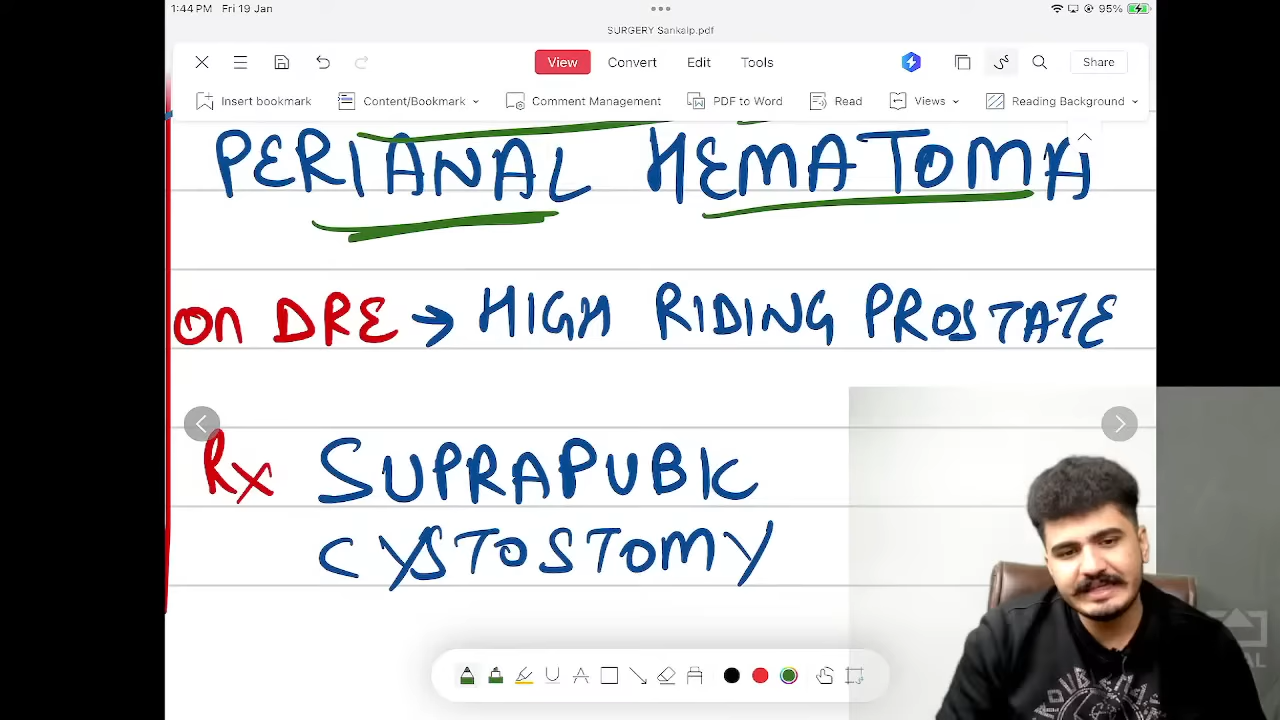 1:44 PM Fri 19 Jan
95%
SURGERY Sankalp.pdf
View Convert Edit Tools Share
Insert bookmark Content/Bookmark Comment Management PDF to Word Read Views Reading Background
PERIANAL HEMATOMA
On DRE → HIGH RIDING PROSTATE
Rx SUPRAPUBIC
CYSTOSTOMY